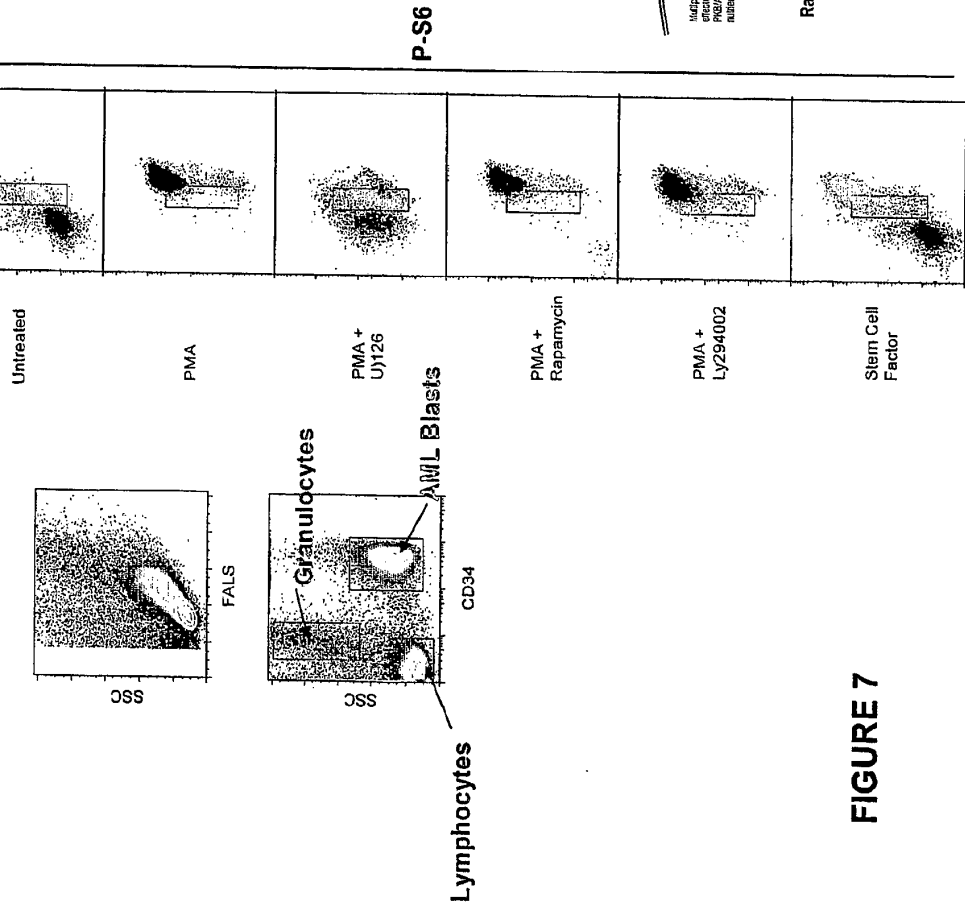 Untreated
PMA
PMA +
U)126
PMA +
Rapamycin
PMA +
Ly294002
Stem Cell
Factor
P-S6
Ra
SSC
FALS
SSC
CD34
Granulocytes
AML Blasts
Lymphocytes
FIGURE 7